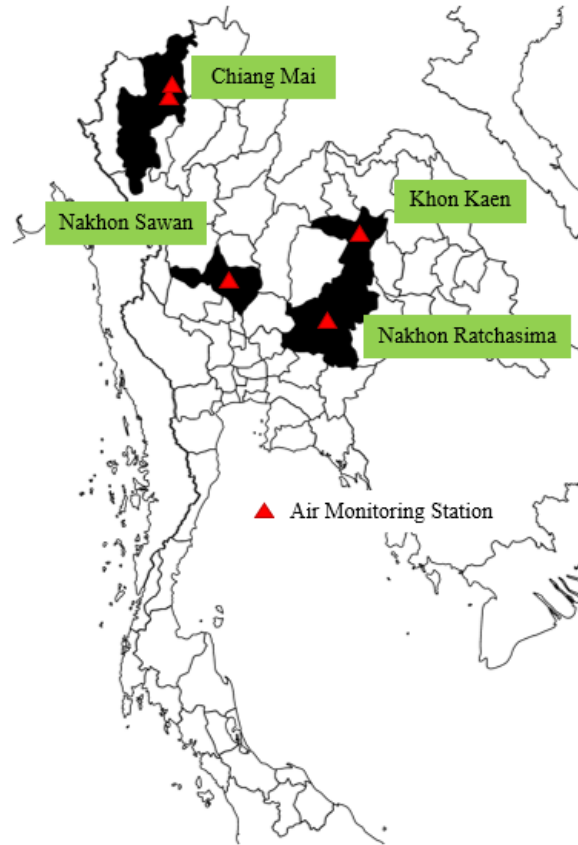 Chiang Mai
Khon Kaen
Nakhon Sawan
Nakhon Ratchasima
Air Monitoring Station